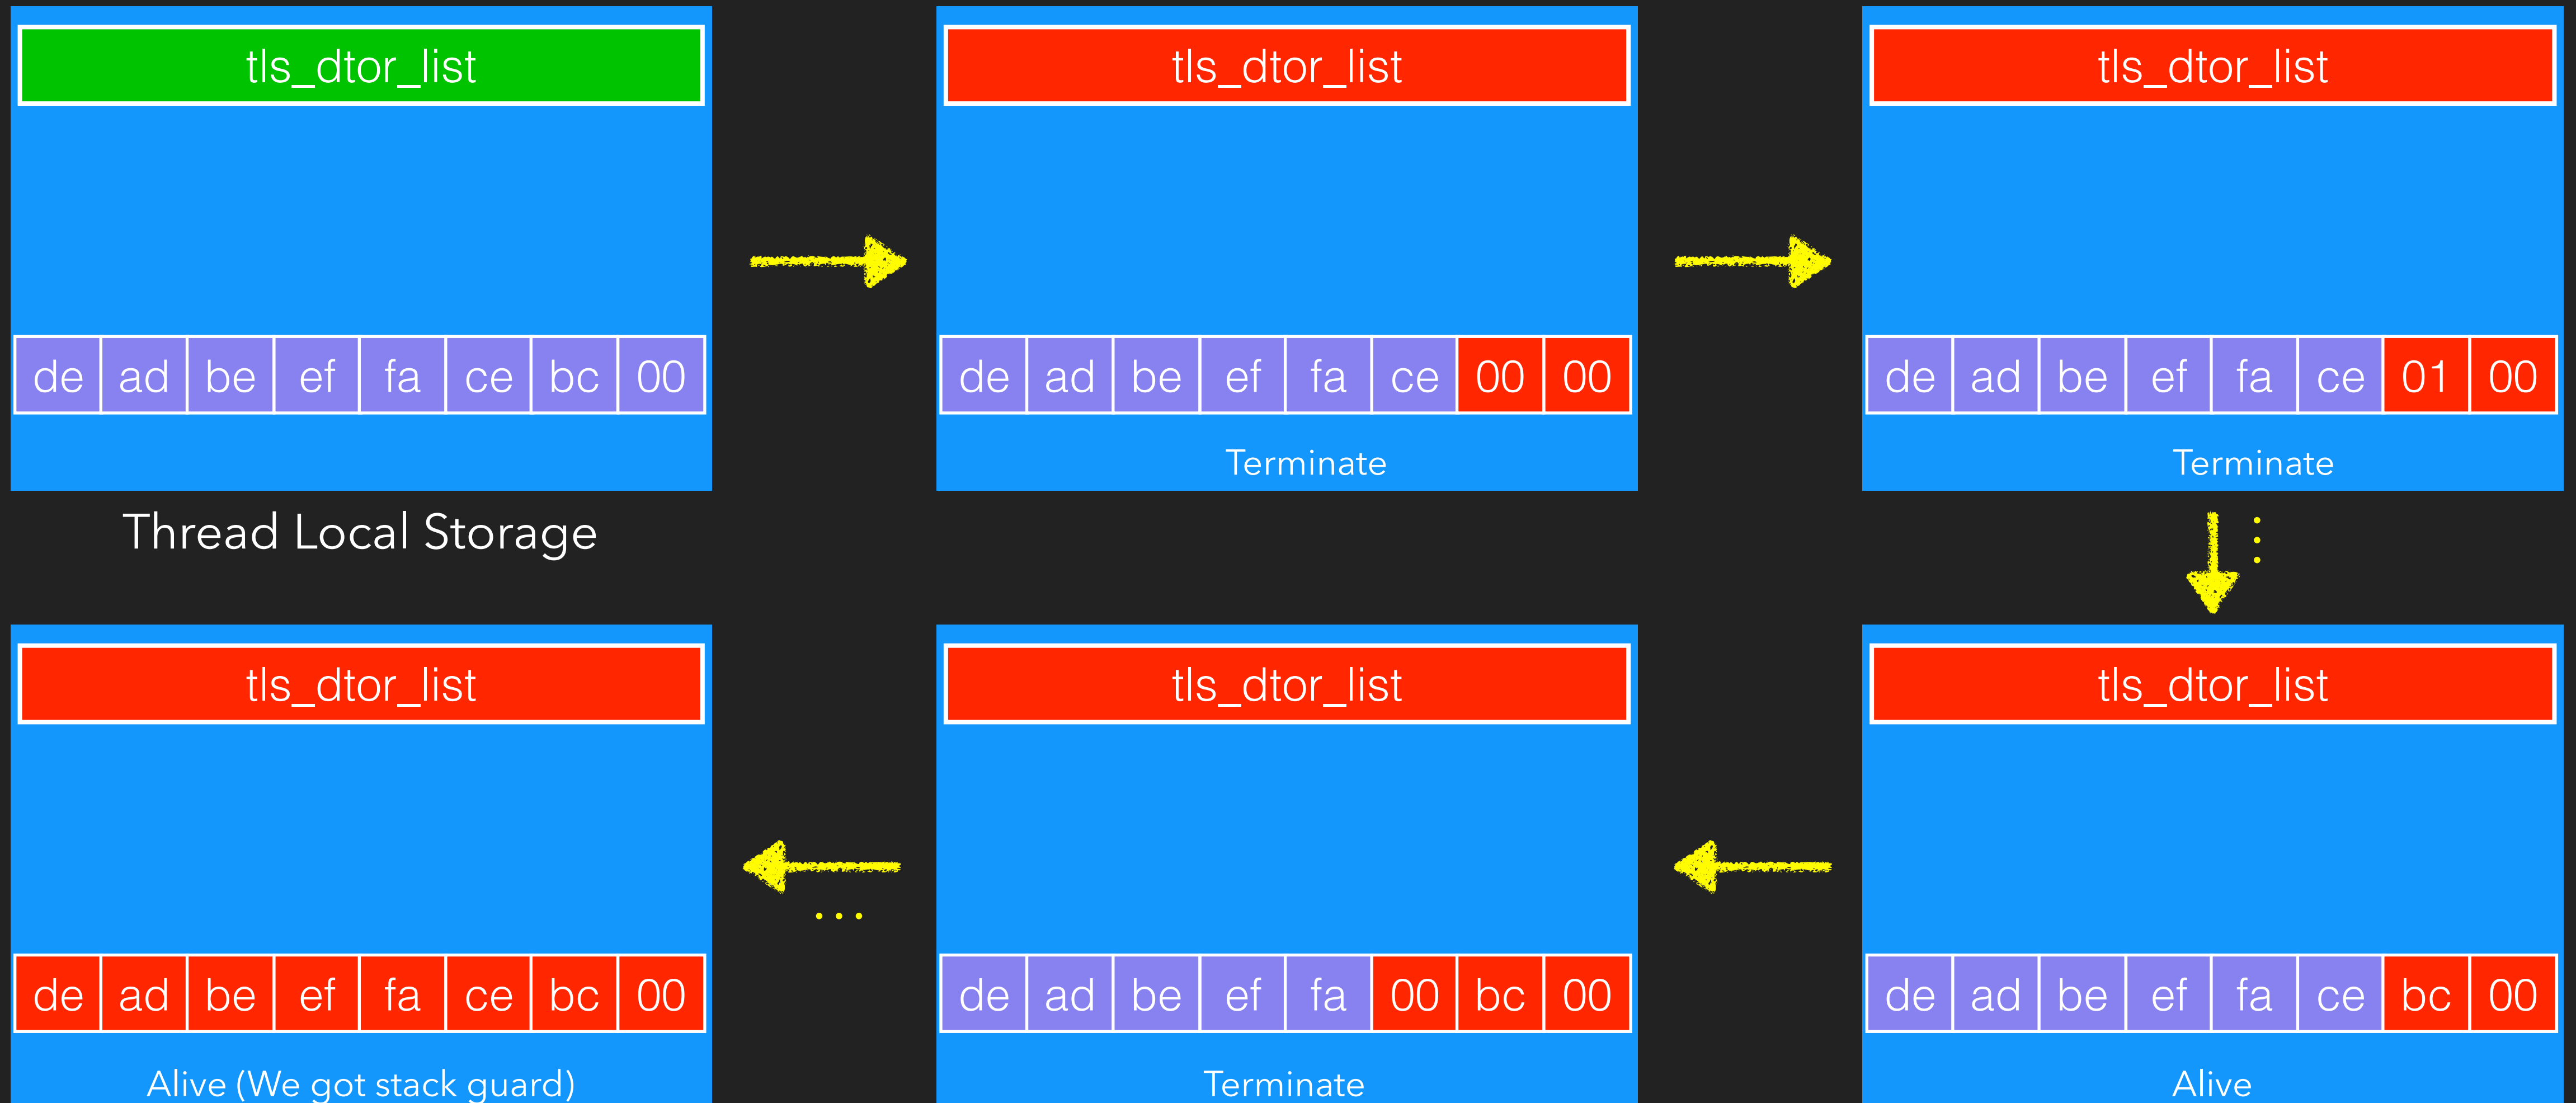 tls_dtor_list
de ad be ef fa ce bc 00
Thread Local Storage
tls_dtor_list
de ad be ef fa ce 00 00
Terminate
tls_dtor_list
de ad be ef fa ce 01 00
Terminate
tls_dtor_list
de ad be ef fa ce bc 00
Alive (We got stack guard)
...
tls_dtor_list
de ad be ef fa 00 bc 00
Terminate
tls_dtor_list
de ad be ef fa ce bc 00
Alive